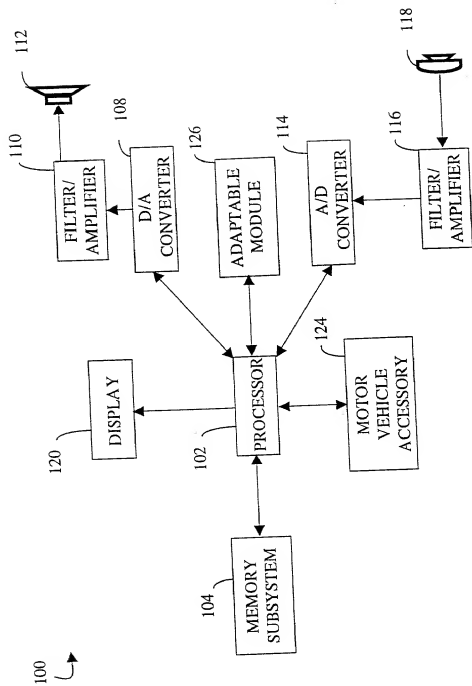 100
112
110
FILTER/
AMPLIFIER
108
D/A
CONVERTER
120
DISPLAY
126
ADAPTABLE
MODULE
102
PROCESSOR
104
MEMORY
SUBSYSTEM
114
A/D
CONVERTER
124
MOTOR
VEHICLE
ACCESSORY
116
FILTER/
AMPLIFIER
118